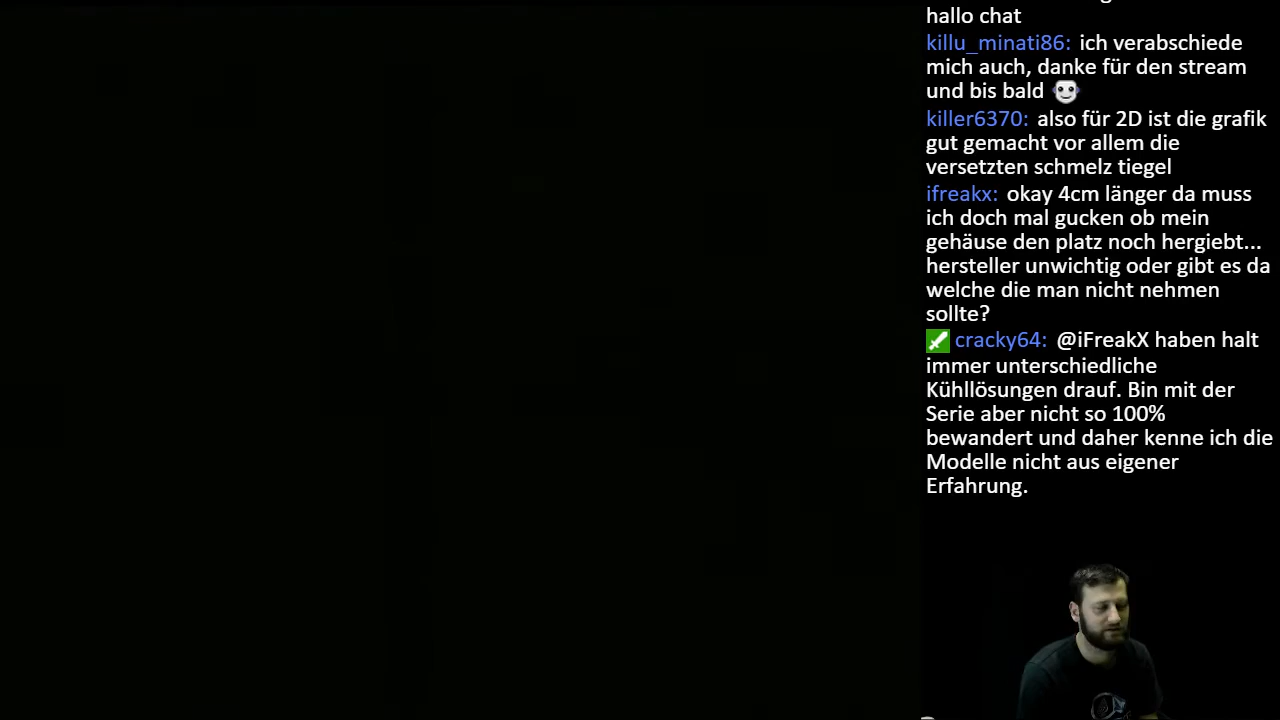 hallo chat
killu_minati86: ich verabschiede
mich auch, danke für den stream
und bis bald
killer6370: also für 2D ist die grafik
gut gemacht vor allem die
versetzten schmelz tiegel
ifreakx: okay 4cm länger da muss
ich doch mal gucken ob mein
gehäuse den platz noch hergiebt...
hersteller unwichtig oder gibt es da
welche die man nicht nehmen
sollte?
cracky64: @iFreakX haben halt
immer unterschiedliche
Kühllösungen drauf. Bin mit der
Serie aber nicht so 100%
bewandert und daher kenne ich die
Modelle nicht aus eigener
Erfahrung.